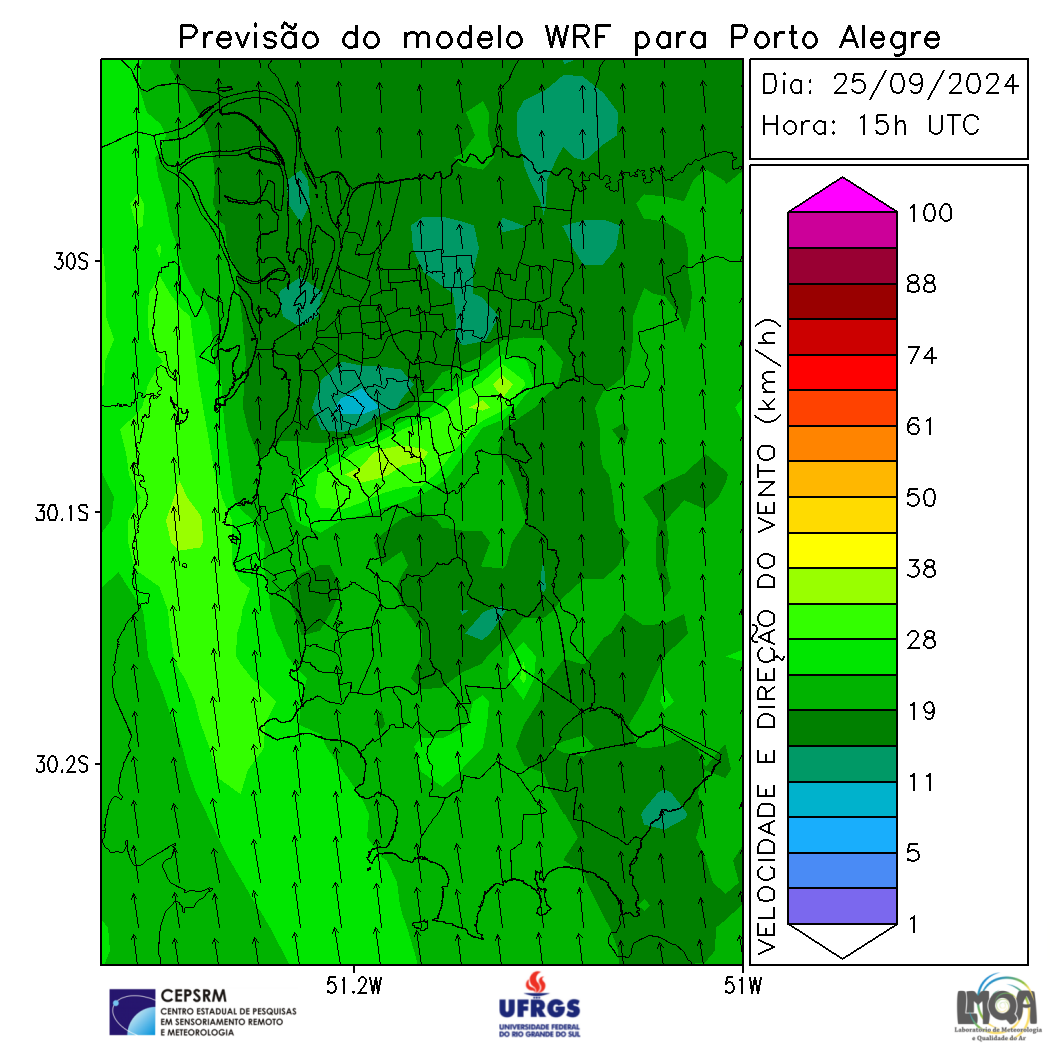 Previsão do modelo WRF para Porto Alegre
Dia: 25/09/2024
Hora: 15h UTC
30S
30.1S
30.2S
51.2W
51W
VELOCIDADE E DIREÇÃO DO VENTO (km/h)
100
88
74
61
50
38
28
19
11
5
1
CEPSRM
CENTRO ESTADUAL DE PESQUISAS
EM SENSORIAMENTO REMOTO
E METEOROLOGIA
UFRGS
UNIVERSIDADE FEDERAL
DO RIO GRANDE DO SUL
LMQA
Laboratório de Meteorologia
e Qualidade do Ar